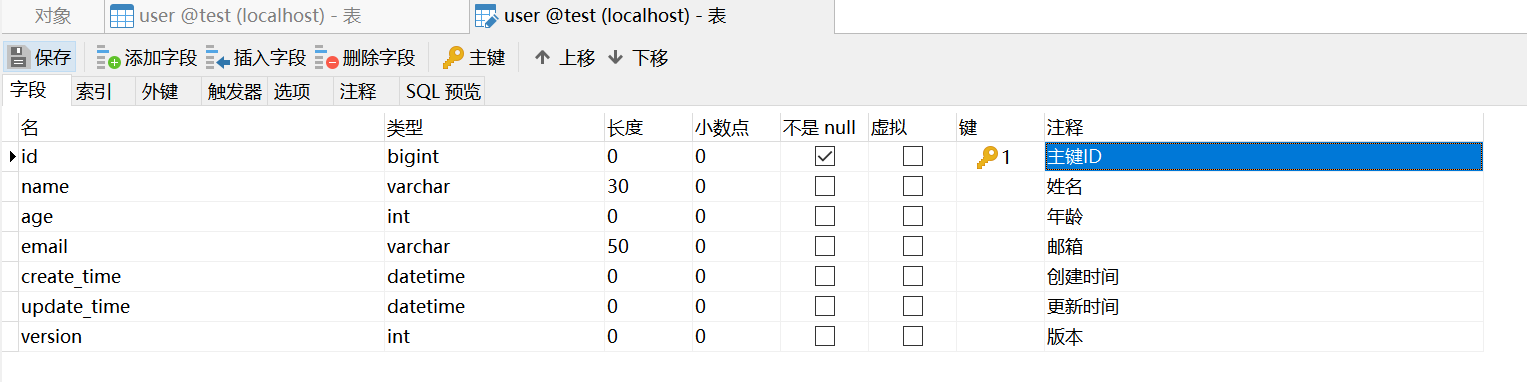 对象 user @test (localhost) - 表 user @test (localhost) - 表
保存 添加字段 插入字段 删除字段 主键 上移 下移
字段 索引 外键 触发器 选项 注释 SQL 预览
名 类型 长度 小数点 不是 null 虚拟 键 注释
id bigint 0 0 1 主键ID
name varchar 30 0 姓名
age int 0 0 年龄
email varchar 50 0 邮箱
create_time datetime 0 0 创建时间
update_time datetime 0 0 更新时间
version int 0 0 版本